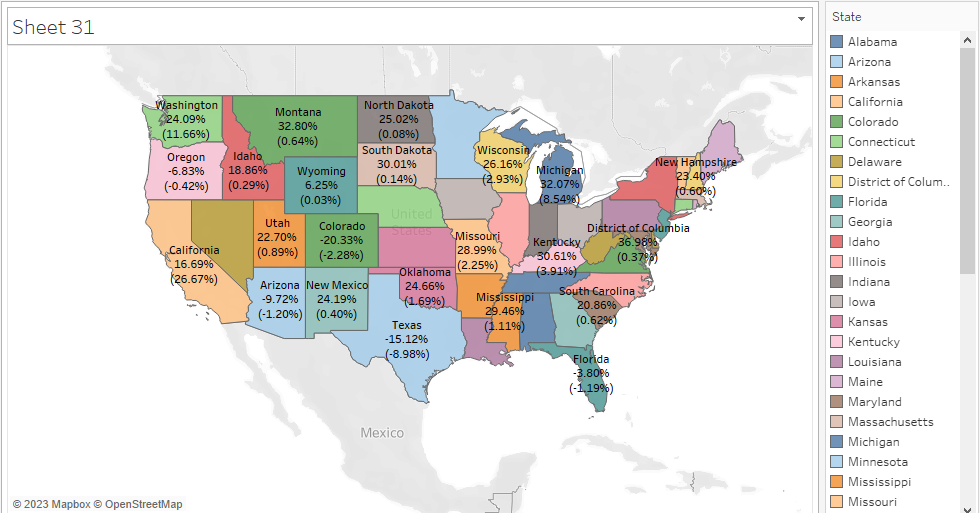 Sheet 31
Washington
24.09%
(11.66%)
Montana
32.80%
(0.64%)
North Dakota
25.02%
(0.08%)
Oregon
-6.83%
(-0.42%)
Idaho
18.86%
(0.29%)
Wyoming
6.25%
(0.03%)
South Dakota
30.01%
(0.14%)
Wisconsin
26.16%
(2.93%)
Michigan
32.07%
(8.54%)
New Hampshire
23.40%
(0.60%)
United
States
California
16.69%
(26.67%)
Utah
22.70%
(0.89%)
Colorado
-20.33%
(-2.28%)
Missouri
28.99%
(2.25%)
Kentucky
30.61%
(3.91%)
District of Columbia
36.98%
(0.37%)
Arizona
-9.72%
(-1.20%)
New Mexico
24.19%
(0.40%)
Oklahoma
24.66%
(1.69%)
Mississippi
29.46%
(1.11%)
South Carolina
20.86%
(0.62%)
Texas
-15.12%
(-8.98%)
Florida
-3.80%
(-1.19%)
Mexico
© 2023 Mapbox © OpenStreetMap
State
Alabama
Arizona
Arkansas
California
Colorado
Connecticut
Delaware
District of Colum..
Florida
Georgia
Idaho
Illinois
Indiana
Iowa
Kansas
Kentucky
Louisiana
Maine
Maryland
Massachusetts
Michigan
Minnesota
Mississippi
Missouri